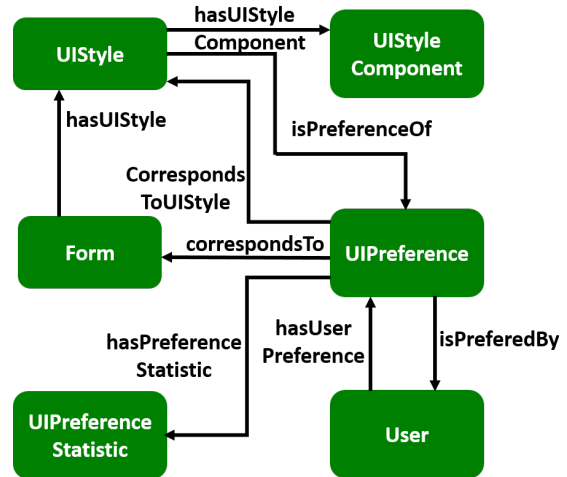 hasUIStyle
Component
UIStyle
UIStyle
Component
hasUIStyle
isPreferenceOf
Corresponds
ToUIStyle
Form
correspondsTo
UIPreference
hasPreference
Statistic
hasUser
Preference
isPreferedBy
UIPreference
Statistic
User